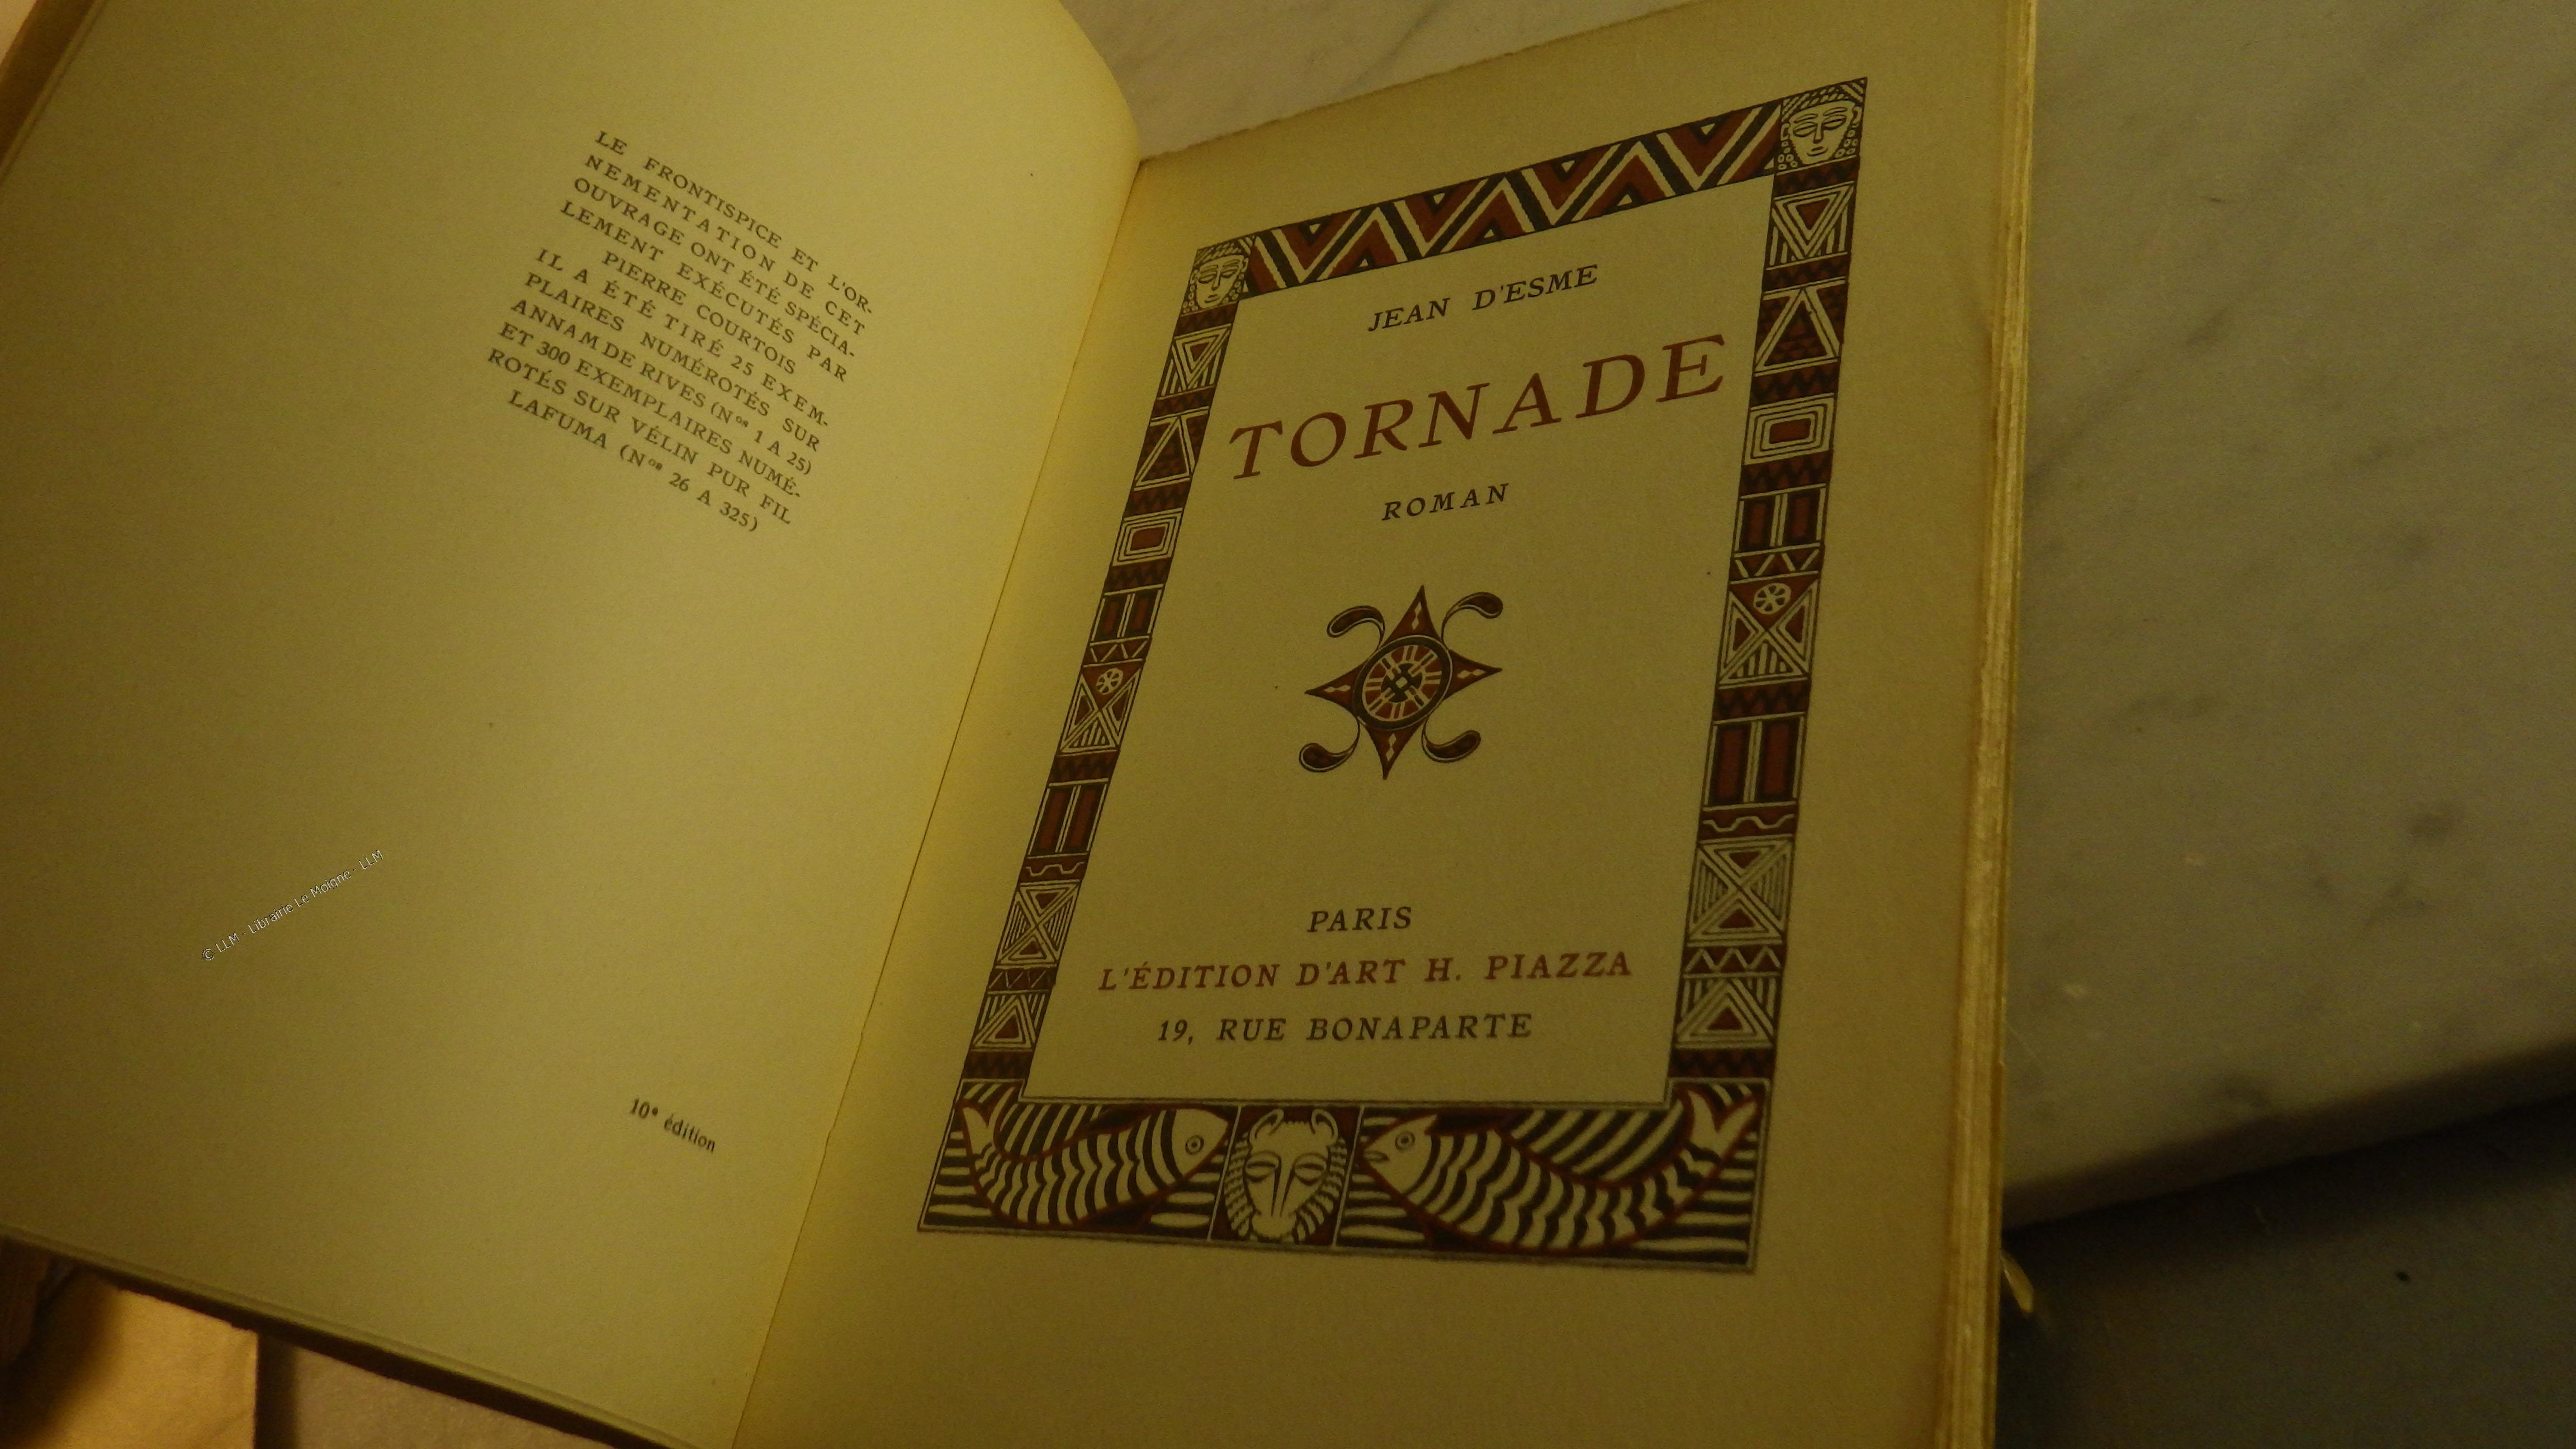 LE FRONTISPICE ET L'OR-
NEMENTATION DE CET
OUVRAGE ONT ÉTÉ SPÉCIA-
LEMENT EXÉCUTÉS PAR
PIERRE COURTOIS
IL A ÉTÉ TIRÉ 25 EXEM-
PLAIRES NUMÉROTÉS SUR
ANNAM DE RIVES (Nos 1 A 25)
ET 300 EXEMPLAIRES NUMÉ-
ROTÉS SUR VÉLIN PUR FIL
LAFUMA (Nos 26 A 325)
10e édition
© LLM - Librairie Le Moigne - LLM
JEAN D'ESME
TORNADE
ROMAN
PARIS
L'ÉDITION D'ART H. PIAZZA
19, RUE BONAPARTE